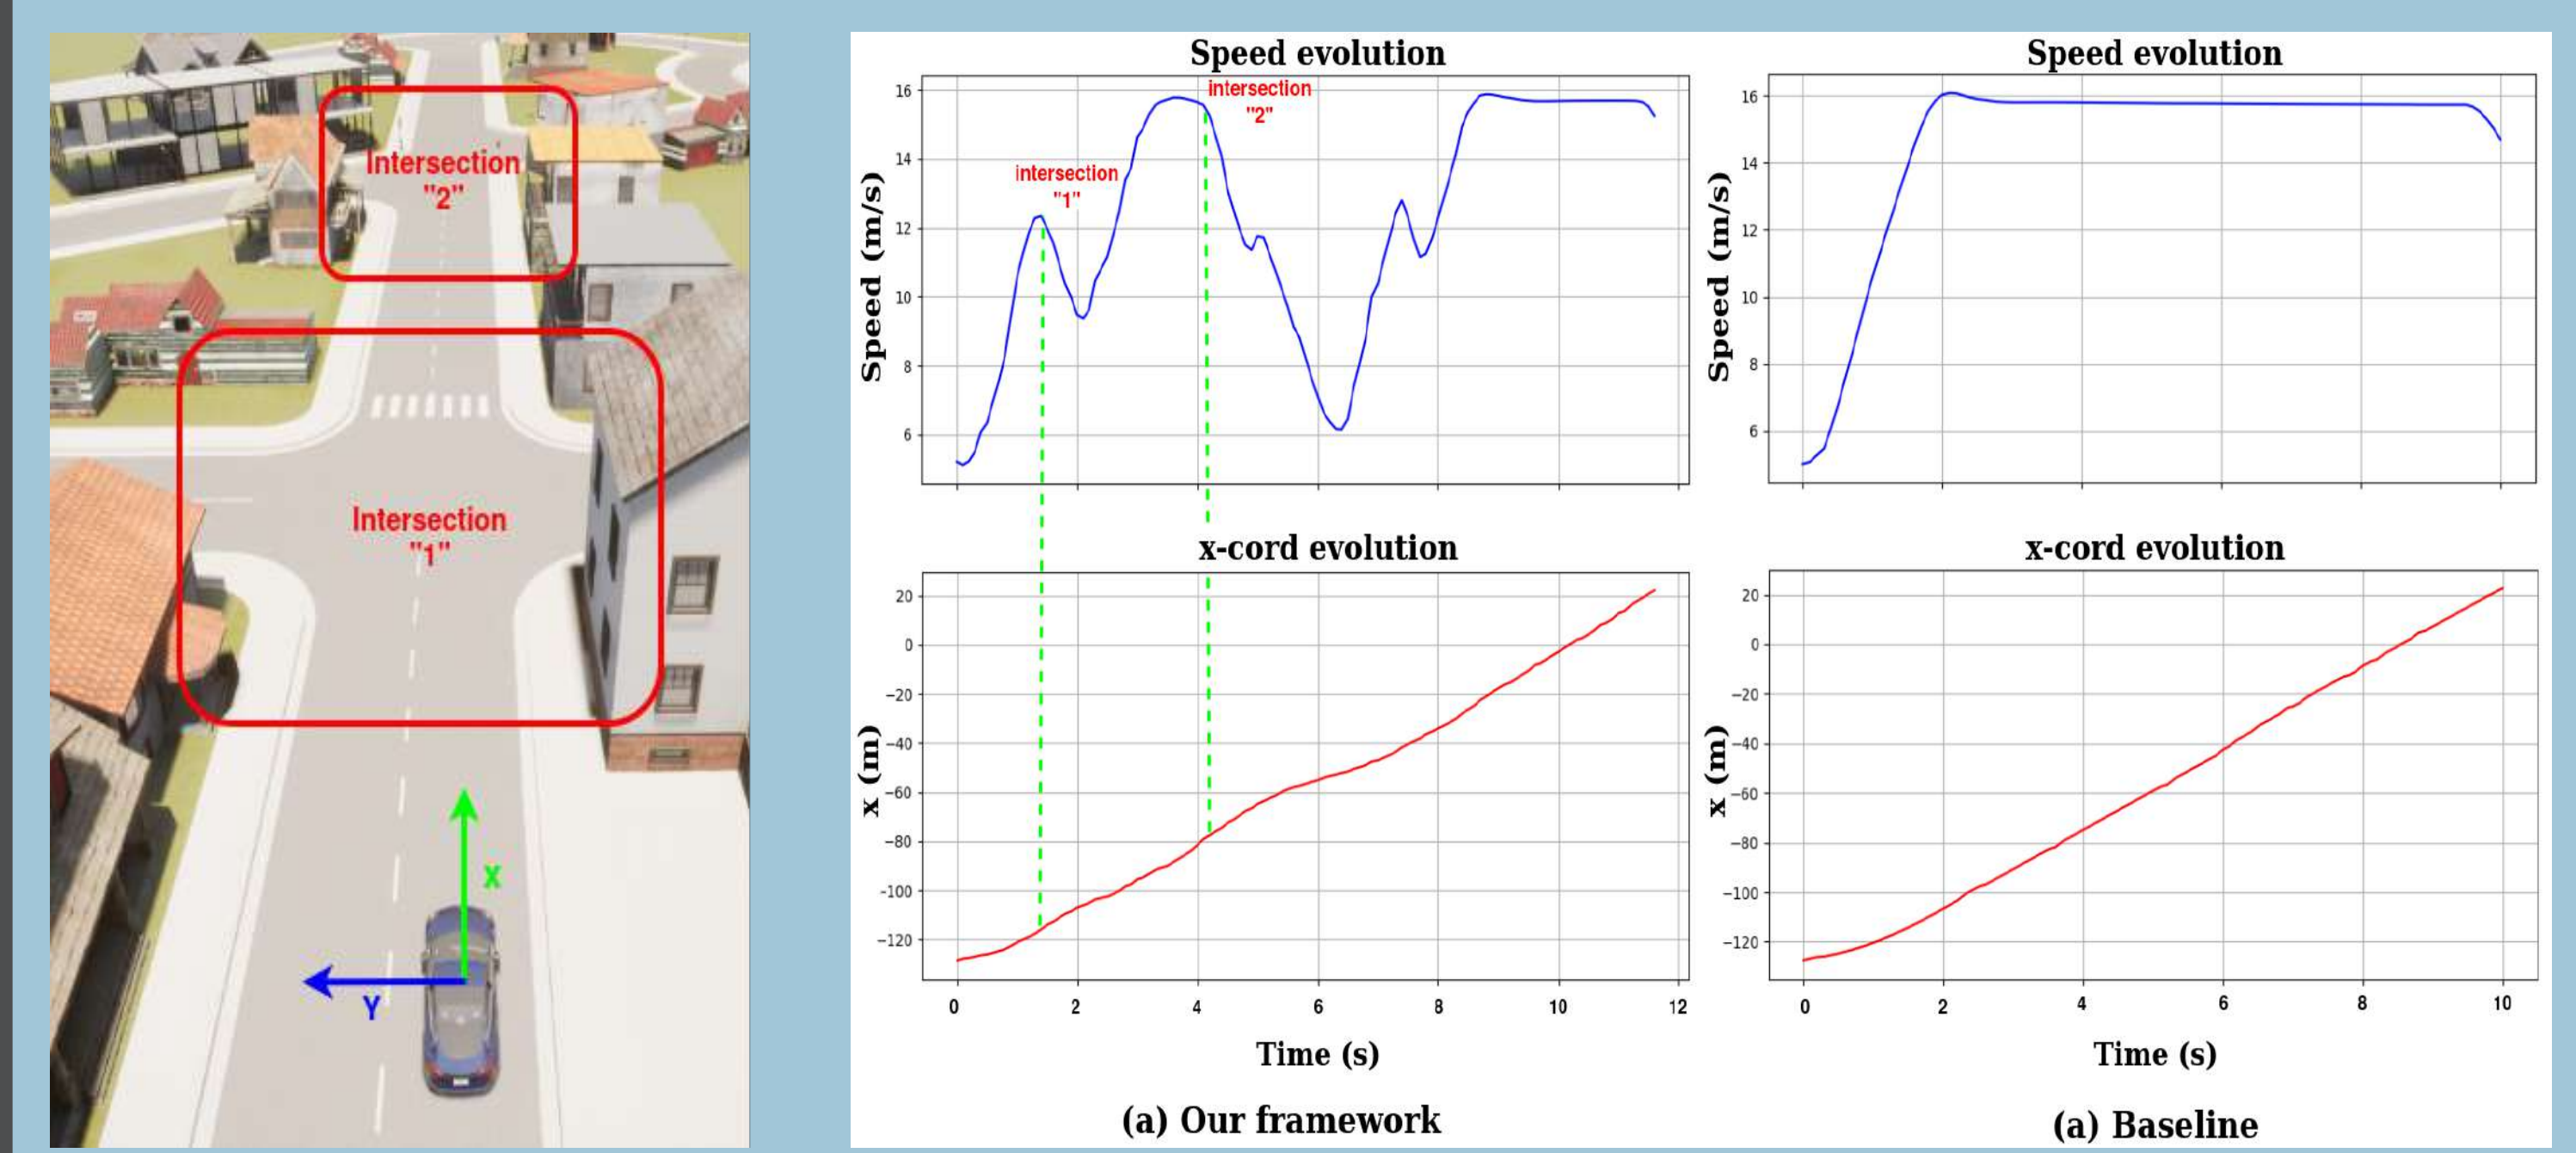 Intersection
"2"
Intersection
"1"
X
Y
Speed evolution
Speed (m/s)
16
14
12
10
8
6
intersection
"1"
intersection
"2"
x-cord evolution
x (m)
20
0
−20
−40
−60
−80
−100
−120
0 2 4 6 8 10 12
Time (s)
(a) Our framework
Speed evolution
Speed (m/s)
16
14
12
10
8
6
x-cord evolution
x (m)
20
0
−20
−40
−60
−80
−100
−120
0 2 4 6 8 10
Time (s)
(a) Baseline